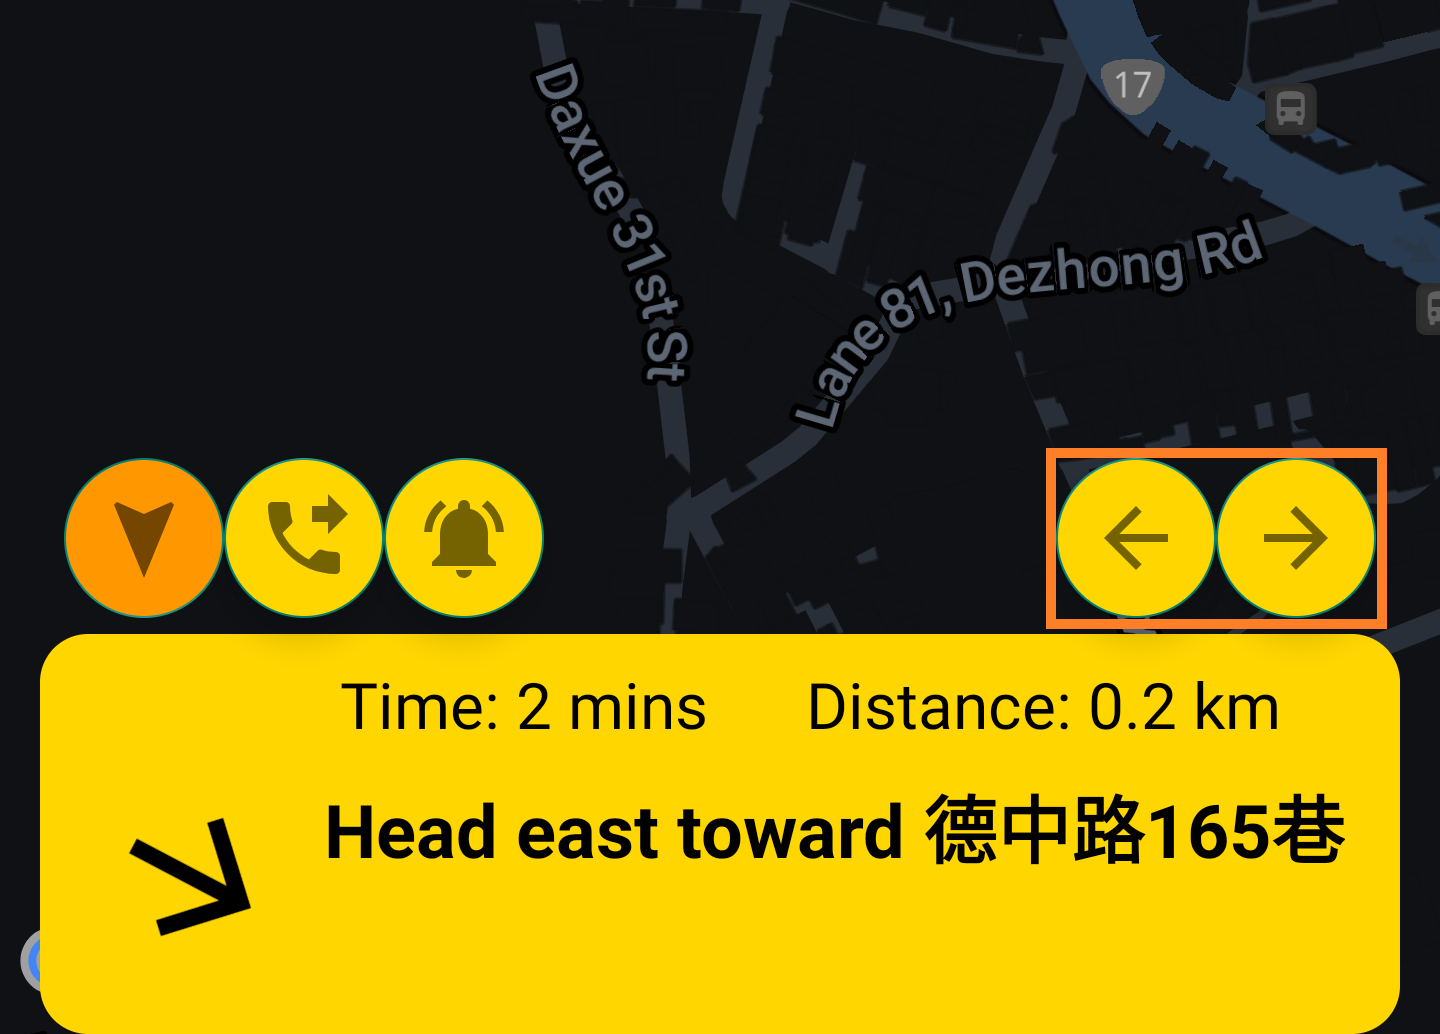 17
Daxue 31st St
Lane 81, Dezhong Rd
Time: 2 mins
Distance: 0.2 km
Head east toward 德中路165巷